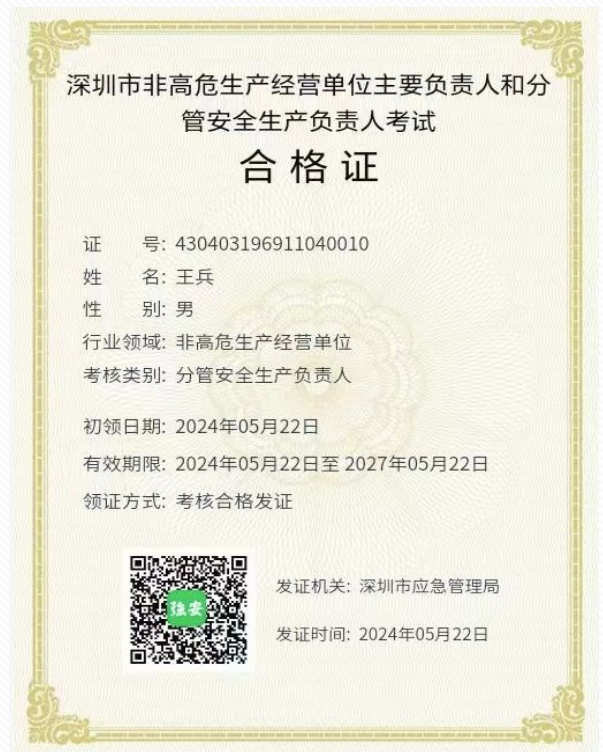 深圳市非高危生产经营单位主要负责人和分
管安全生产负责人考试
合格证
证 号: 430403196911040010
姓 名: 王兵
性 别: 男
行业领域: 非高危生产经营单位
考核类别: 分管安全生产负责人
初领日期: 2024年05月22日
有效期限: 2024年05月22日至 2027年05月22日
领证方式: 考核合格发证
强安
发证机关: 深圳市应急管理局
发证时间: 2024年05月22日